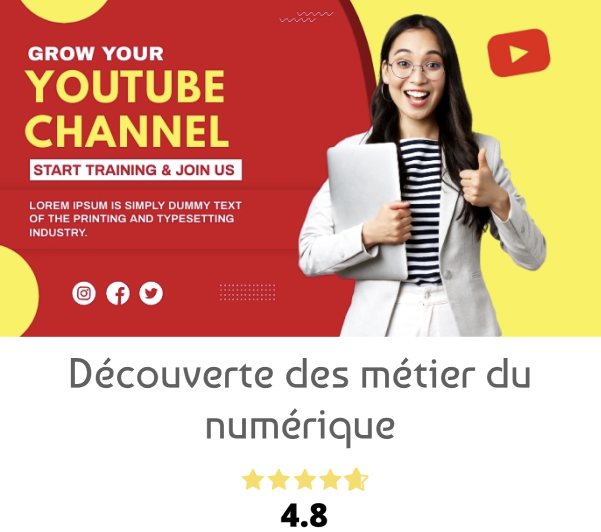 GROW YOUR
YOUTUBE
CHANNEL
START TRAINING & JOIN US
LOREM IPSUM IS SIMPLY DUMMY TEXT
OF THE PRINTING AND TYPESETTING
INDUSTRY.
Découverte des métier du
numérique
4.8